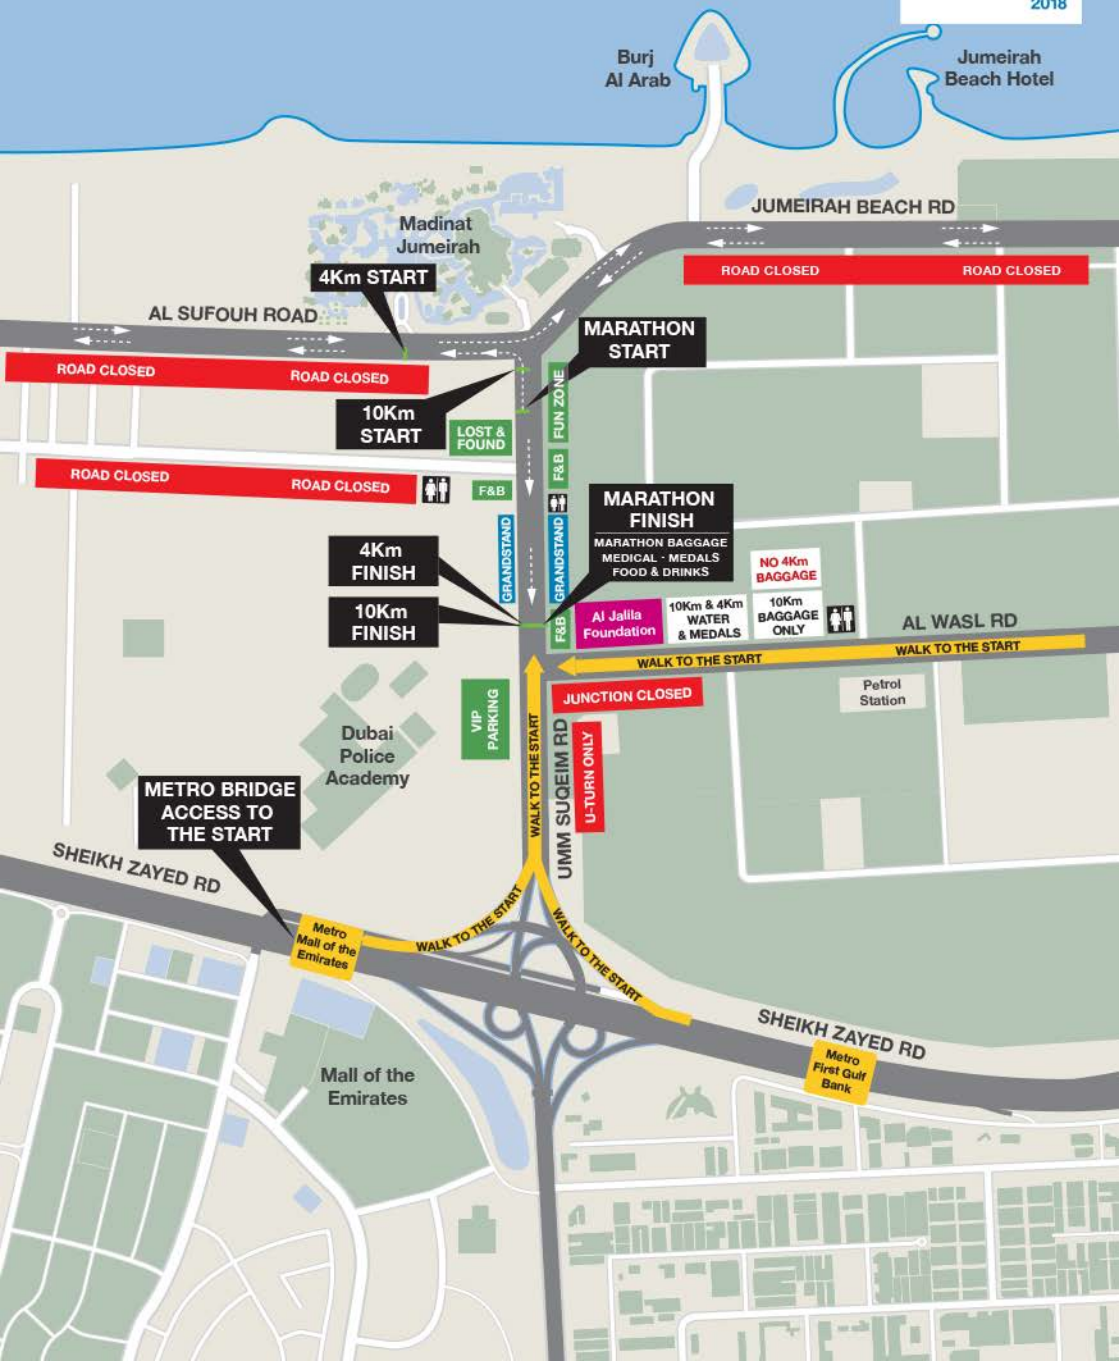 2018
Burj
Al Arab
Jumeirah
Beach Hotel
JUMEIRAH BEACH RD
Madinat
Jumeirah
ROAD CLOSED
ROAD CLOSED
4Km START
AL SUFOUH ROAD
MARATHON
START
ROAD CLOSED
ROAD CLOSED
10Km
START
FUN ZONE
LOST &
FOUND
F&B
ROAD CLOSED
ROAD CLOSED
F&B
MARATHON
FINISH
MARATHON BAGGAGE
MEDICAL - MEDALS
FOOD & DRINKS
GRANDSTAND
GRANDSTAND
4Km
FINISH
NO 4Km
BAGGAGE
10Km
FINISH
F&B
Al Jalila
Foundation
10Km & 4Km
WATER
& MEDALS
10Km
BAGGAGE
ONLY
AL WASL RD
WALK TO THE START
WALK TO THE START
Petrol
Station
JUNCTION CLOSED
VIP
PARKING
WALK TO THE START
UMM SUQEIM RD
U-TURN ONLY
Dubai
Police
Academy
METRO BRIDGE
ACCESS TO
THE START
SHEIKH ZAYED RD
Metro
Mall of the
Emirates
WALK TO THE START
WALK TO THE START
SHEIKH ZAYED RD
Metro
First Gulf
Bank
Mall of the
Emirates